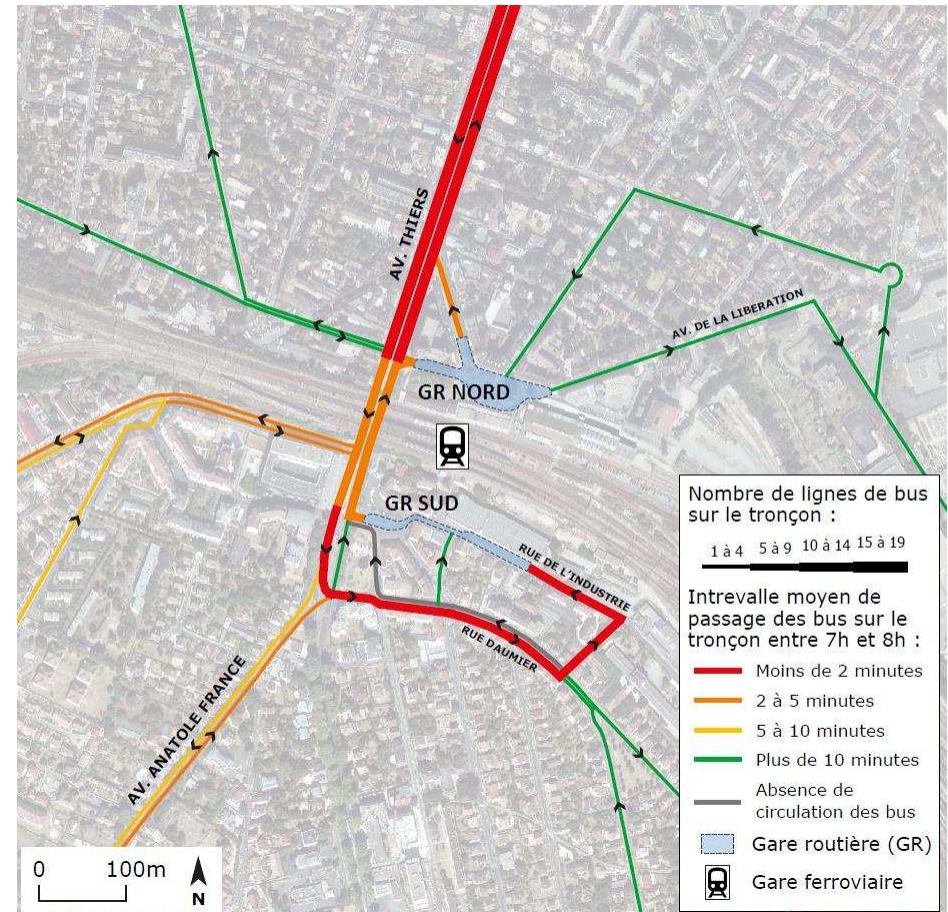 AV. THIERS
AV. DE LA LIBERATION
GR NORD
GR SUD
RUE DE L'INDUSTRIE
RUE DAUMIER
AV. ANATOLE FRANCE
0 100m
N
Nombre de lignes de bus
sur le tronçon :
1 à 4 5 à 9 10 à 14 15 à 19
Intrevalle moyen de
passage des bus sur le
tronçon entre 7h et 8h :
Moins de 2 minutes
2 à 5 minutes
5 à 10 minutes
Plus de 10 minutes
Absence de
circulation des bus
Gare routière (GR)
Gare ferroviaire